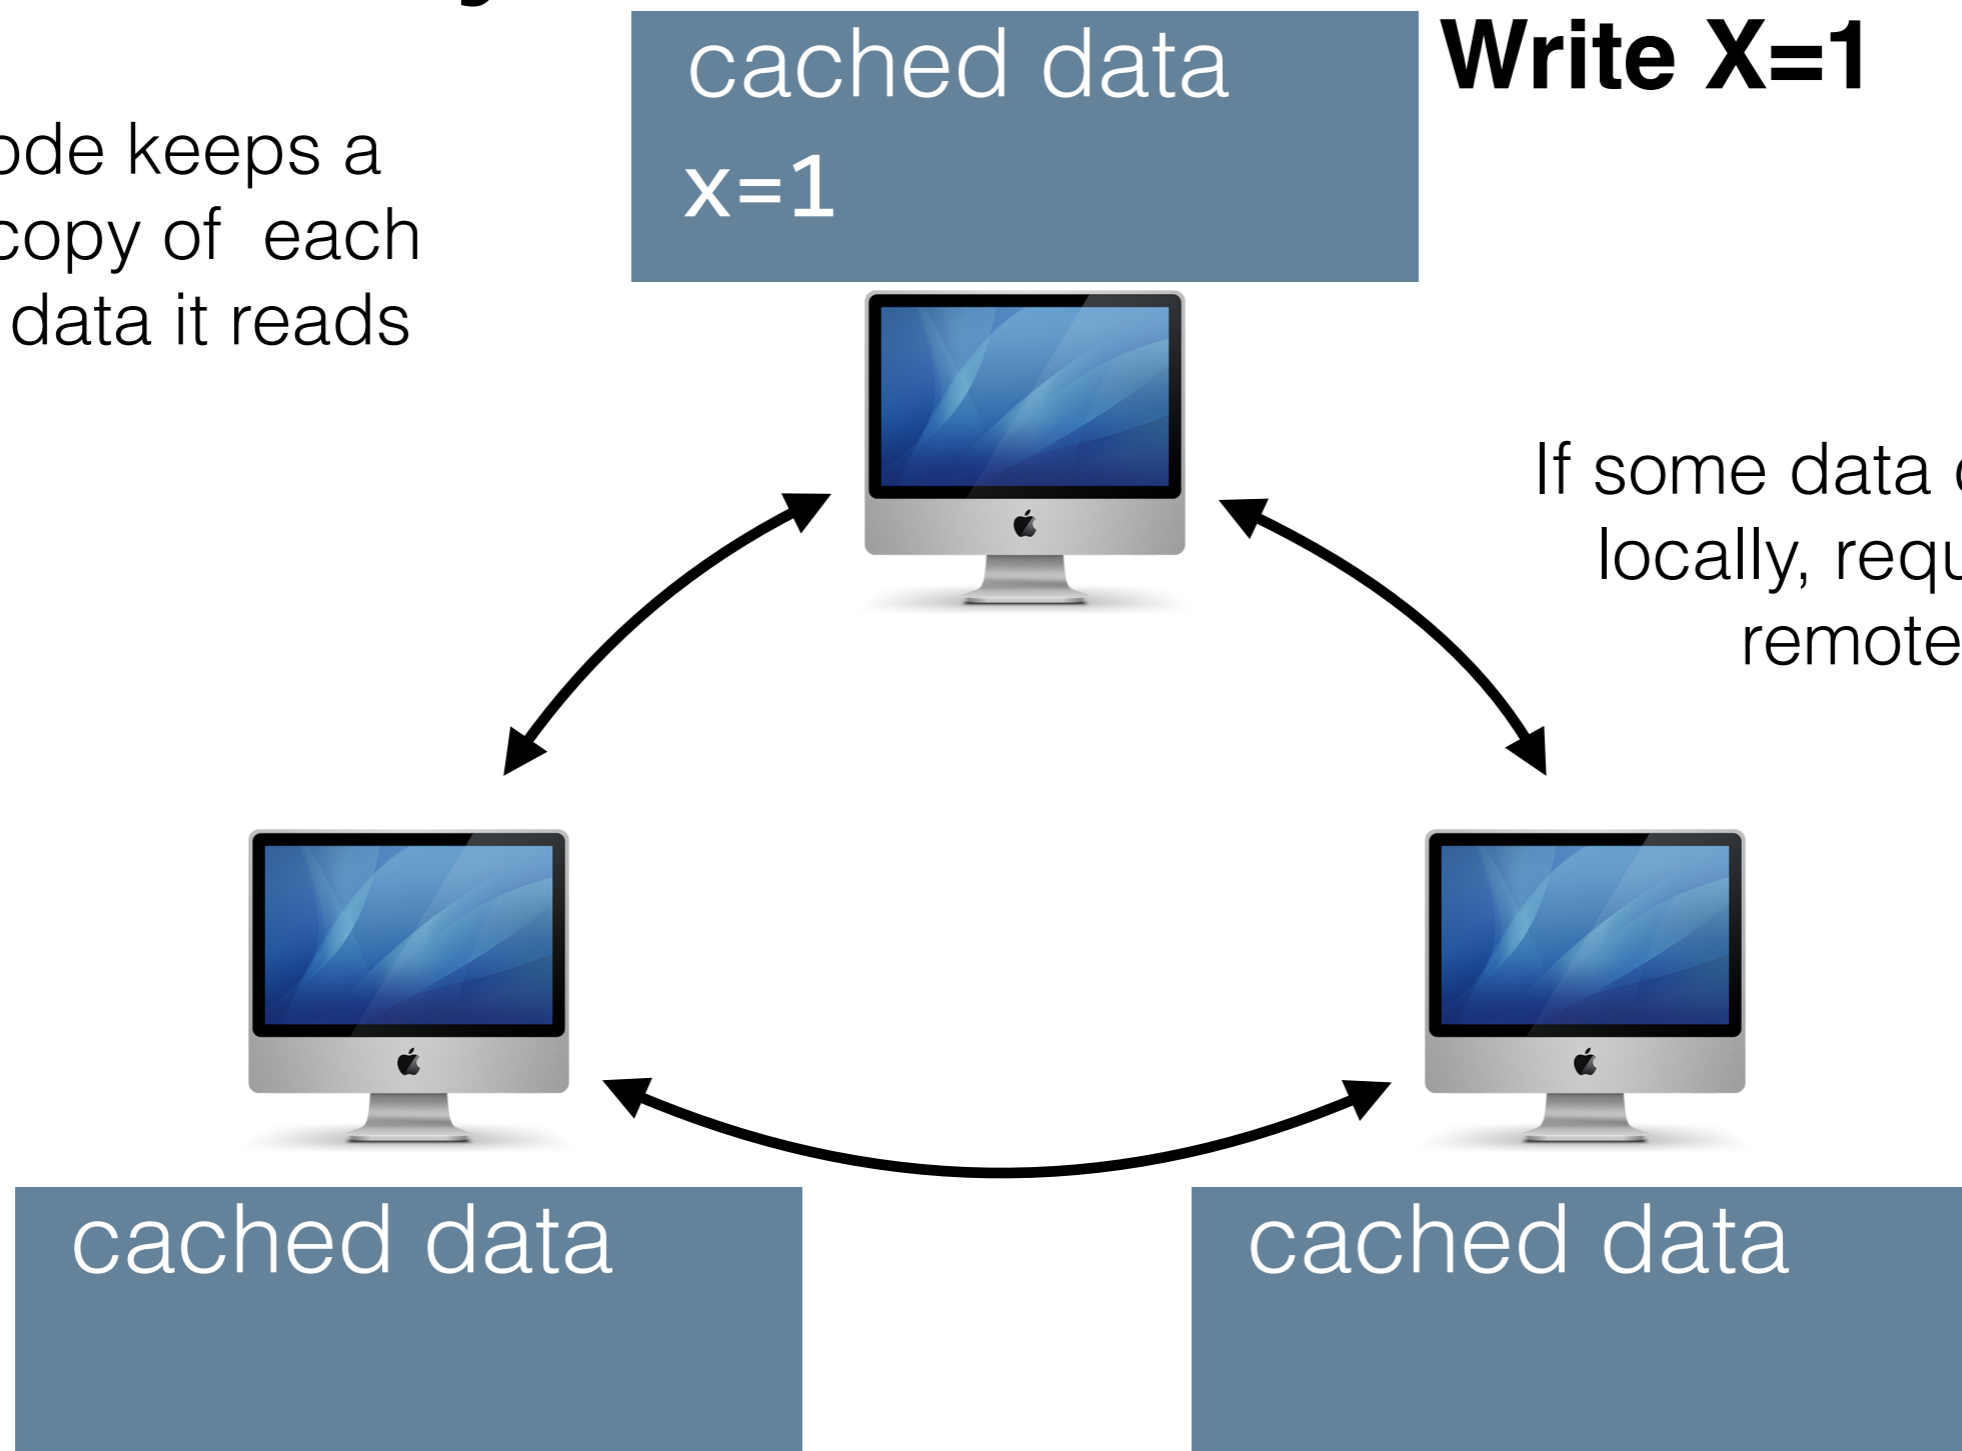 cached data
Write X=1
x=1
ode keeps a
copy of each
data it reads
If some data
locally, requ
remote
cached data
cached data